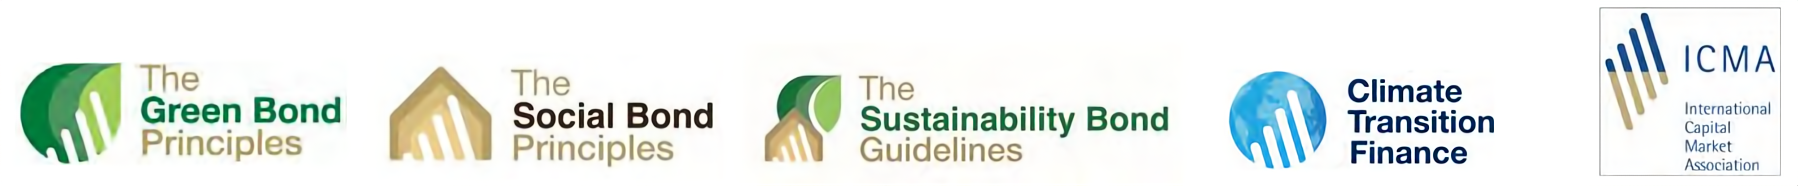 The
Green Bond
Principles
The
Social Bond
Principles
The
Sustainability Bond
Guidelines
Climate
Transition
Finance
ICMA
International
Capital
Market
Association